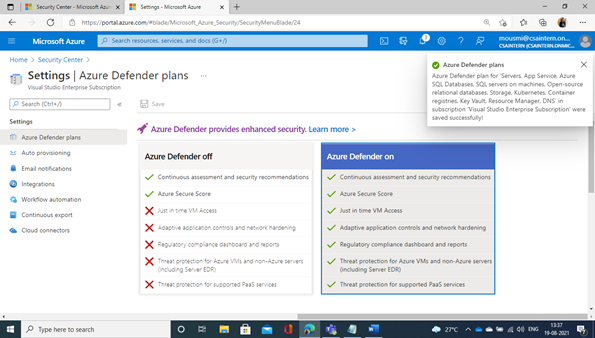 Security Center - Microsoft Azu
Settings - Microsoft Azure
https://portal.azure.com/#blade/Microsoft_Azure_Security/SecurityMenuBlade/24
Microsoft Azure
Search resources, services, and docs (G+/)
1
mousmi@csaintern.onmic...
CSAINTERN (CSAINTERN.ONMIC...
Home > Security Center >
Settings | Azure Defender plans ...
Visual Studio Enterprise Subscription
Azure Defender plans
Azure Defender plan for 'Servers, App Service, Azure
SQL Databases, SQL servers on machines, Open-source
relational databases, Storage, Kubernetes, Container
registries, Key Vault, Resource Manager, DNS' in
subscription 'Visual Studio Enterprise Subscription' were
saved successfully!
Search (Ctrl+/)
«
Save
Settings
Azure Defender plans
Auto provisioning
Email notifications
Integrations
Workflow automation
Continuous export
Cloud connectors
Azure Defender provides enhanced security. Learn more >
Azure Defender off
Continuous assessment and security recommendations
Azure Secure Score
Just in time VM Access
Adaptive application controls and network hardening
Regulatory compliance dashboard and reports
Threat protection for Azure VMs and non-Azure servers
(including Server EDR)
Threat protection for supported PaaS services
Azure Defender on
Continuous assessment and security recommendations
Azure Secure Score
Just in time VM Access
Adaptive application controls and network hardening
Regulatory compliance dashboard and reports
Threat protection for Azure VMs and non-Azure servers
(including Server EDR)
Threat protection for supported PaaS services
Type here to search
27°C
ENG
13:37
19-08-2021